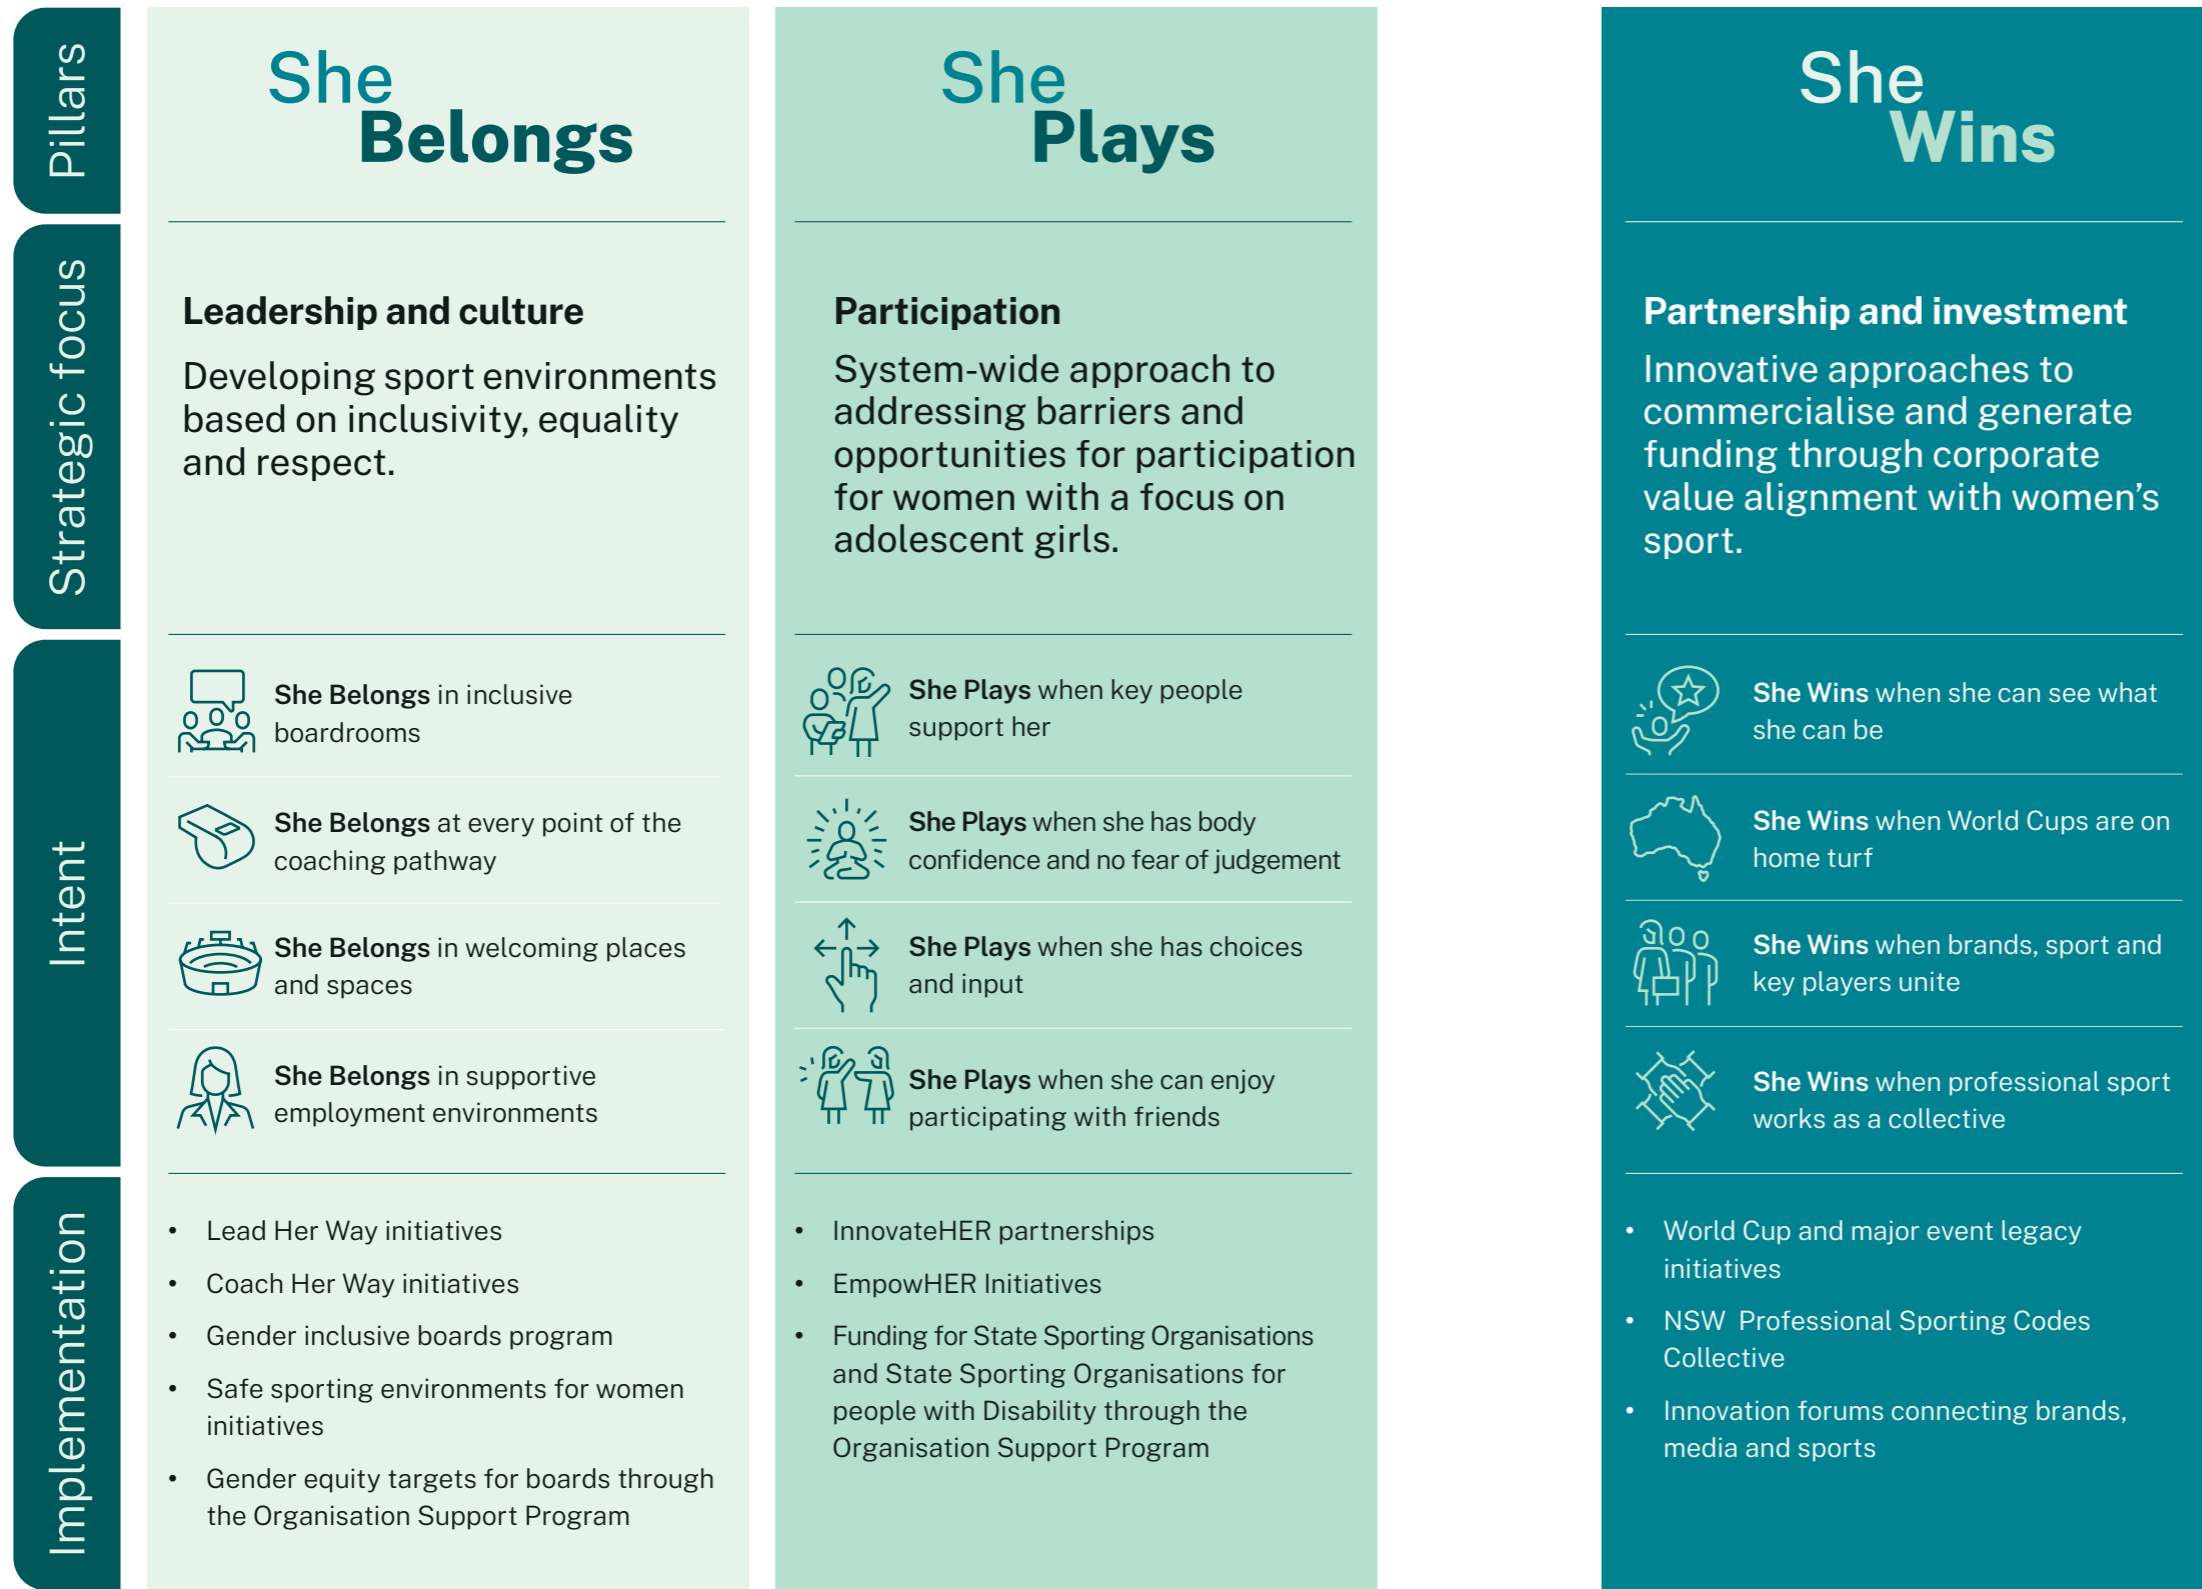 Pillars
She
Belongs
She
Plays
She
Wins
Strategic focus
Leadership and culture
Developing sport environments
based on inclusivity, equality
and respect.
Participation
System-wide approach to
addressing barriers and
opportunities for participation
for women with a focus on
adolescent girls.
Partnership and investment
Innovative approaches to
commercialise and generate
funding through corporate
value alignment with women’s
sport.
Intent
She Belongs in inclusive
boardrooms
She Belongs at every point of the
coaching pathway
She Belongs in welcoming places
and spaces
She Belongs in supportive
employment environments
She Plays when key people
support her
She Plays when she has body
confidence and no fear of judgement
She Plays when she has choices
and input
She Plays when she can enjoy
participating with friends
She Wins when she can see what
she can be
She Wins when World Cups are on
home turf
She Wins when brands, sport and
key players unite
She Wins when professional sport
works as a collective
Implementation
• Lead Her Way initiatives
• Coach Her Way initiatives
• Gender inclusive boards program
• Safe sporting environments for women
initiatives
• Gender equity targets for boards through
the Organisation Support Program
• InnovateHER partnerships
• EmpowHER Initiatives
• Funding for State Sporting Organisations
and State Sporting Organisations for
people with Disability through the
Organisation Support Program
• World Cup and major event legacy
initiatives
• NSW Professional Sporting Codes
Collective
• Innovation forums connecting brands,
media and sports